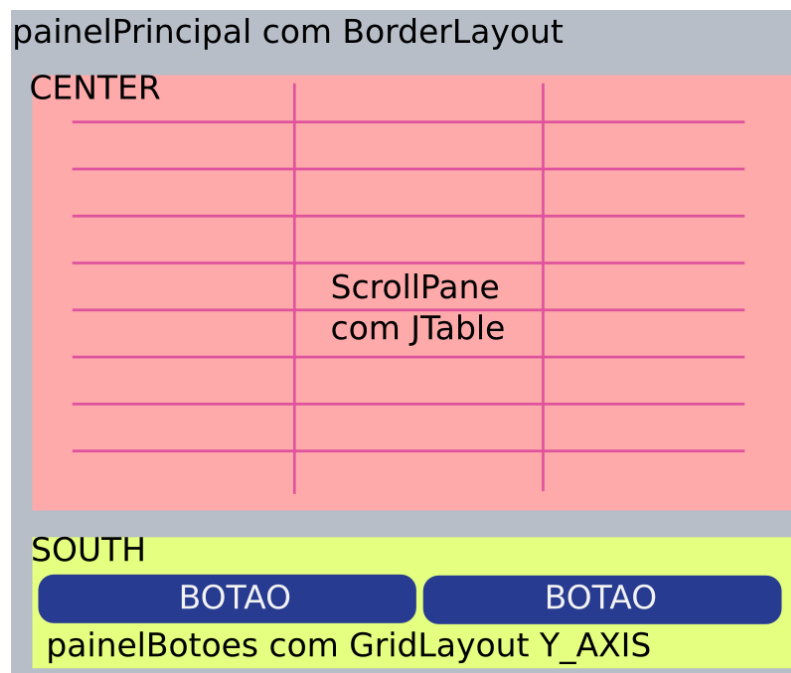 painelPrincipal com BorderLayout
CENTER
ScrollPane
com JTable
SOUTH
BOTAO BOTAO
painelBotoes com GridLayout Y_AXIS